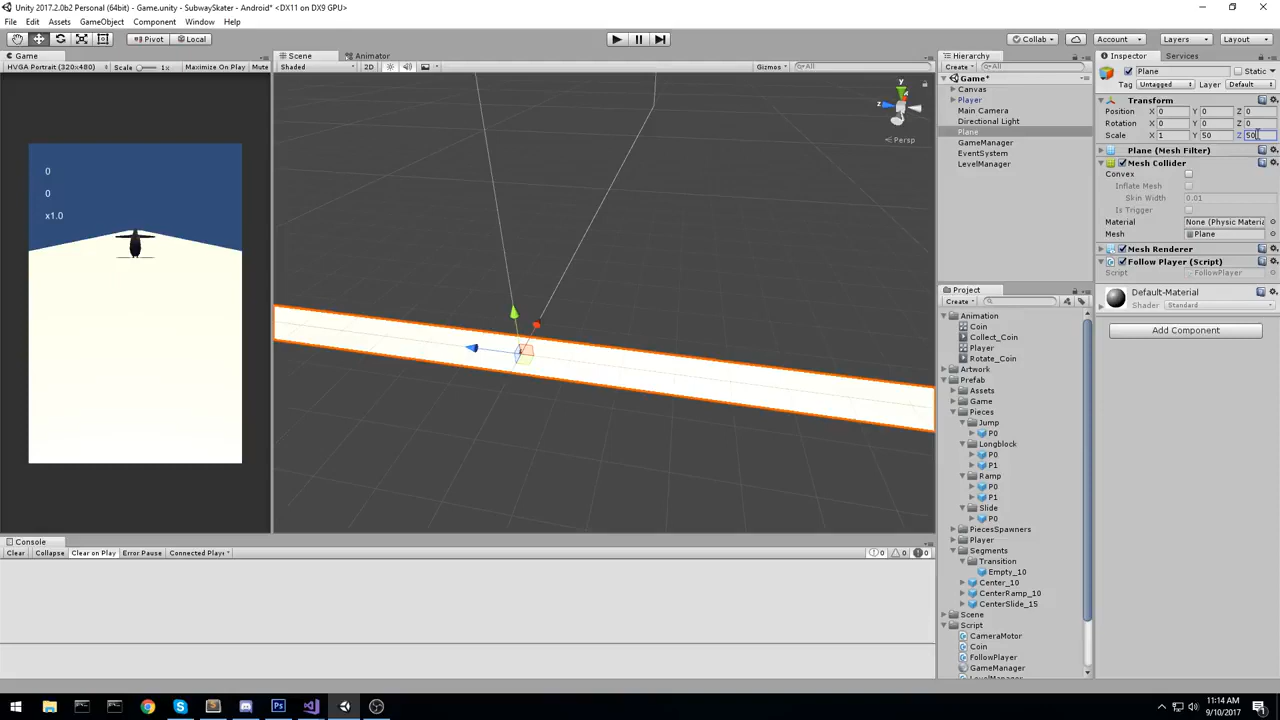 Unity 2017.2.0b2 Personal (64bit) - Game.unity - SubwaySkater - Android* <DX11 on DX9 GPU>
File Edit Assets GameObject Component Window Help
Pivot Local Collab Account Layers Layout
Game
HVGA Portrait (320x480) Scale 1x Maximize On Play Mute
0
0
x1.0
Scene Animator
Shaded 2D Gizmos All
y
z
Persp
Hierarchy
Create All
Game*
Canvas
Player
Main Camera
Directional Light
Plane
GameManager
EventSystem
LevelManager
Project
Create
Animation
Coin
Collect_Coin
Player
Rotate_Coin
Artwork
Prefab
Assets
Game
Pieces
Jump
P0
Longblock
P0
P1
Ramp
P0
P1
Slide
P0
PiecesSpawners
Player
Segments
Transition
Empty_10
Center_10
CenterRamp_10
CenterSlide_15
Scene
Script
CameraMotor
Coin
FollowPlayer
GameManager
LevelManager
Inspector Services
Plane Static
Tag Untagged Layer Default
Transform
Position X 0 Y 0 Z 0
Rotation X 0 Y 0 Z 0
Scale X 1 Y 50 Z 50
Plane (Mesh Filter)
Mesh Collider
Convex
Inflate Mesh
Skin Width 0.01
Is Trigger
Material None (Physic Materia
Mesh Plane
Mesh Renderer
Follow Player (Script)
Script FollowPlayer
Default-Material
Shader Standard
Add Component
Console
Clear Collapse Clear on Play Error Pause Connected Playe
0 0 0
11:14 AM
9/10/2017
1